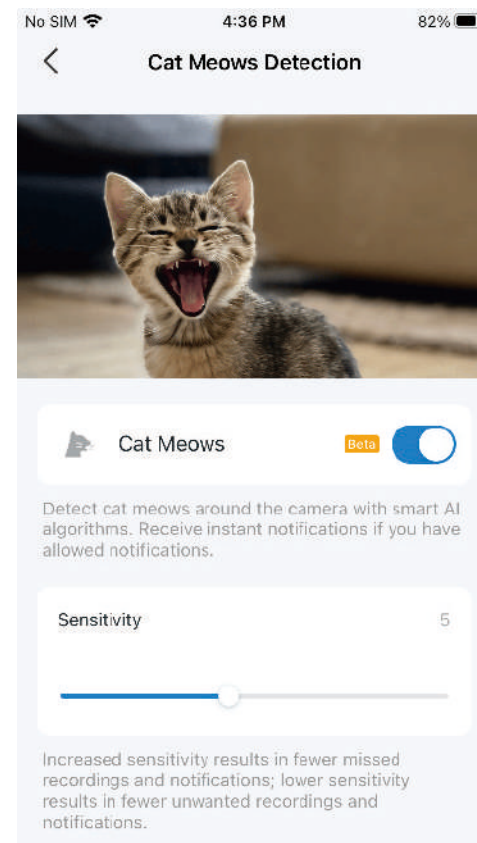 No SIM 4:36 PM 82%
Cat Meows Detection
Cat Meows Beta
Detect cat meows around the camera with smart AI
algorithms. Receive instant notifications if you have
allowed notifications.
Sensitivity 5
Increased sensitivity results in fewer missed
recordings and notifications; lower sensitivity
results in fewer unwanted recordings and
notifications.